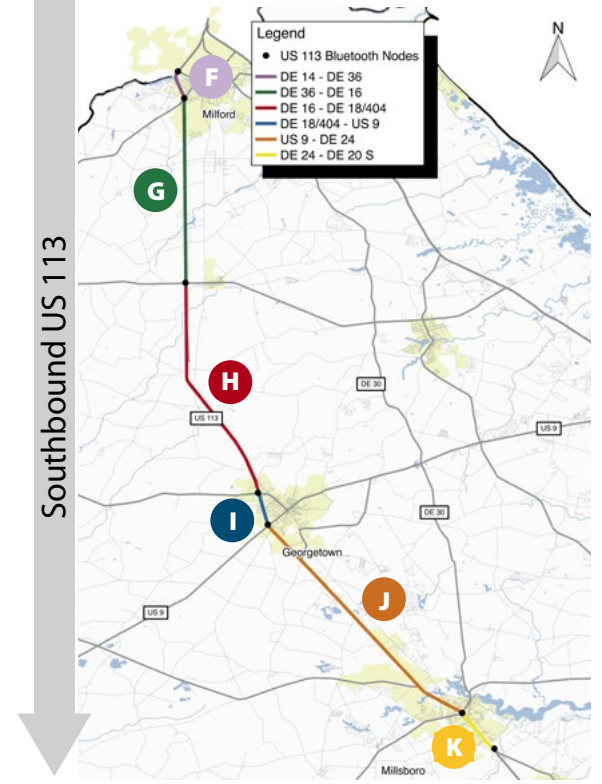 Legend
US 113 Bluetooth Nodes
DE 14 - DE 36
DE 36 - DE 16
DE 16 - DE 18/404
DE 18/404 - US 9
US 9 - DE 24
DE 24 - DE 20 S
N
F
Milford
G
Southbound US 113
H
DE 30
US 113
US 9
I
DE 30
Georgetown
J
US 9
K
Millsboro